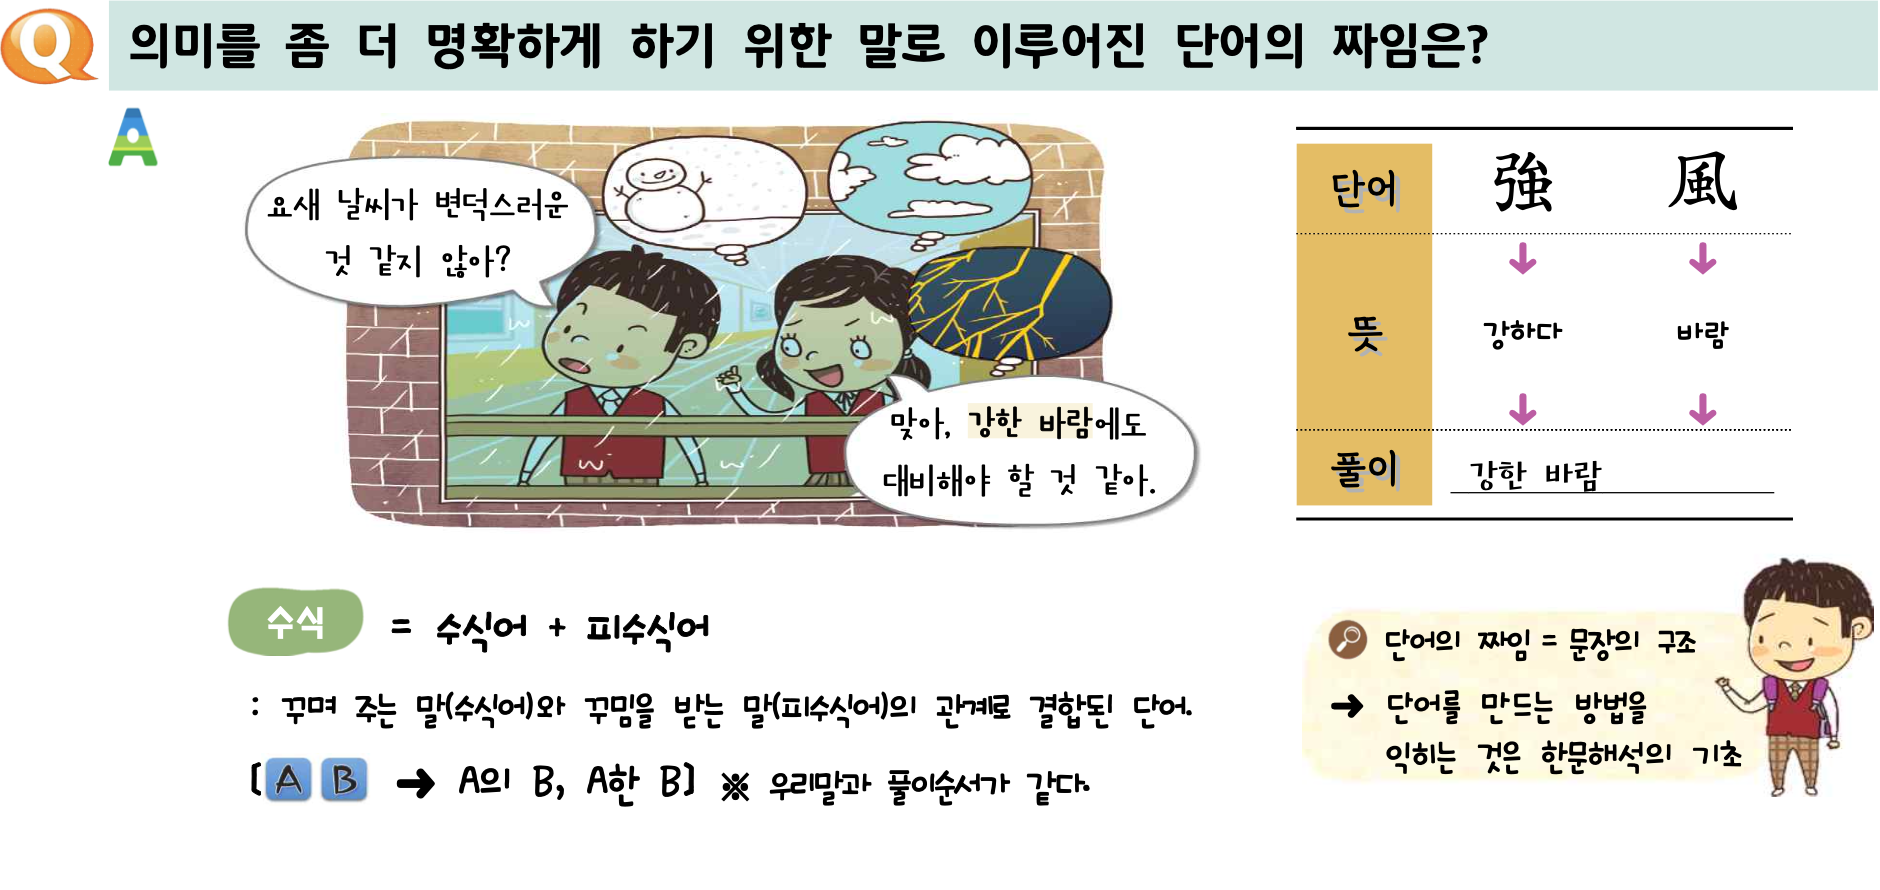 Q 의미를 좀 더 명확하게 하기 위한 말로 이루어진 단어의 짜임은?
A
요새 날씨가 변덕스러운
것 같지 않아?
맞아, 강한 바람에도
대비해야 할 것 같아.
단어 強 風
뜻 강하다 바람
풀이 강한 바람
수식 = 수식어 + 피수식어
: 꾸며 주는 말(수식어)와 꾸밈을 받는 말(피수식어)의 관계로 결합된 단어.
[A B → A의 B, A한 B] ※ 우리말과 풀이순서가 같다.
단어의 짜임 = 문장의 구조
→ 단어를 만드는 방법을
익히는 것은 한문해석의 기초